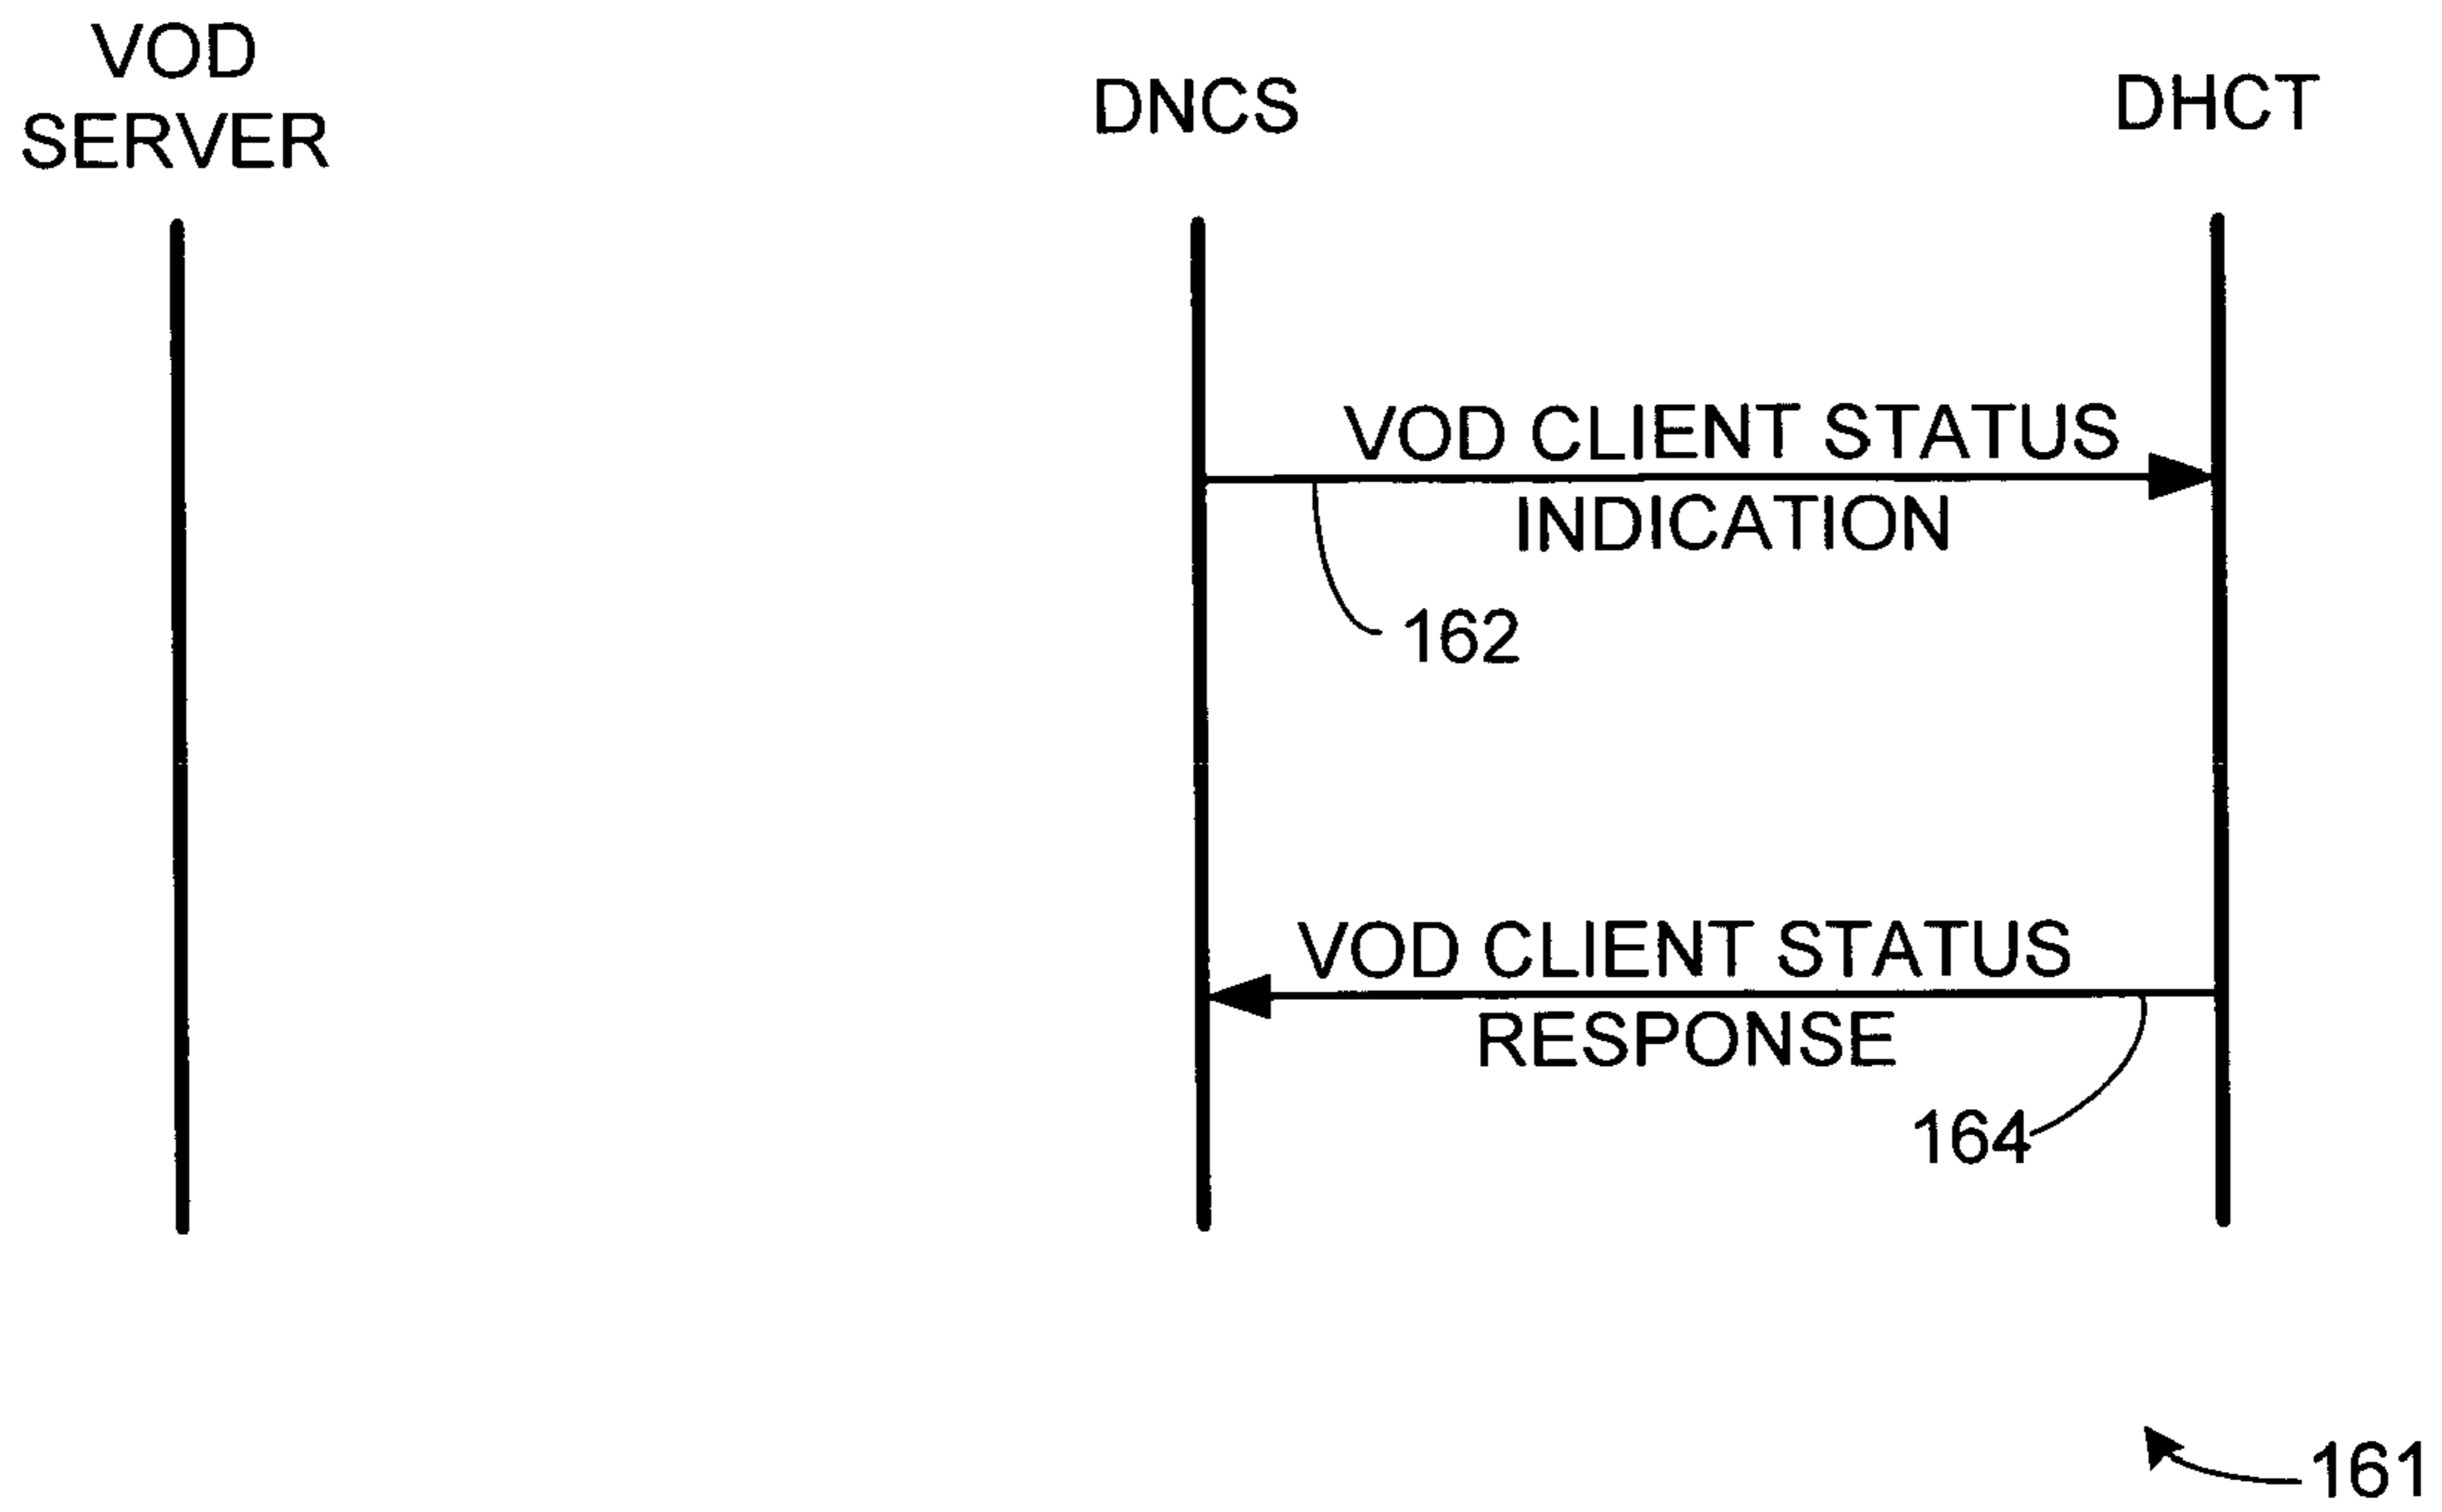 VOD
SERVER
DNCS
DHCT
VOD CLIENT STATUS
INDICATION
162
VOD CLIENT STATUS
RESPONSE
164
161